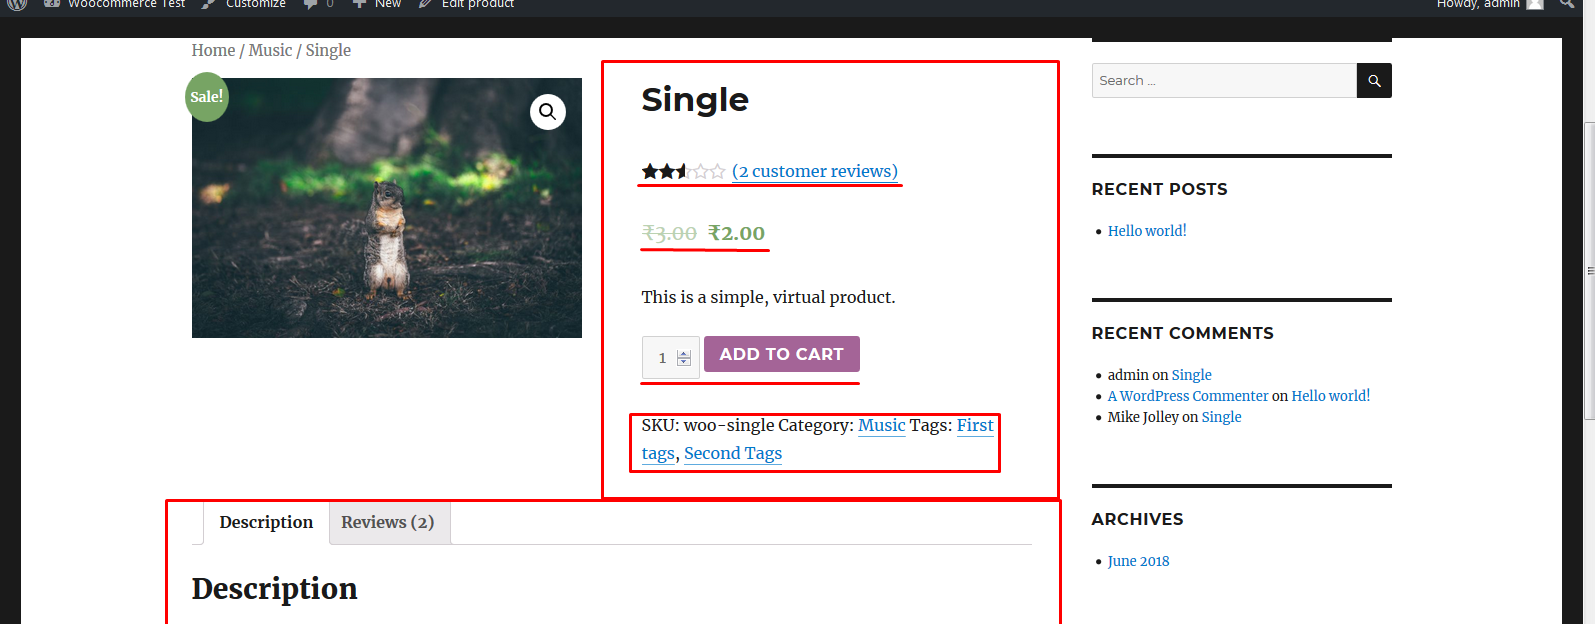 Woocommerce Test Customize 0 New Edit product Howdy, admin
Home / Music / Single
Sale!
Single
(2 customer reviews)
₹3.00 ₹2.00
This is a simple, virtual product.
1 ADD TO CART
SKU: woo-single Category: Music Tags: First
tags, Second Tags
Description Reviews (2)
Description
Search ...
RECENT POSTS
Hello world!
RECENT COMMENTS
admin on Single
A WordPress Commenter on Hello world!
Mike Jolley on Single
ARCHIVES
June 2018